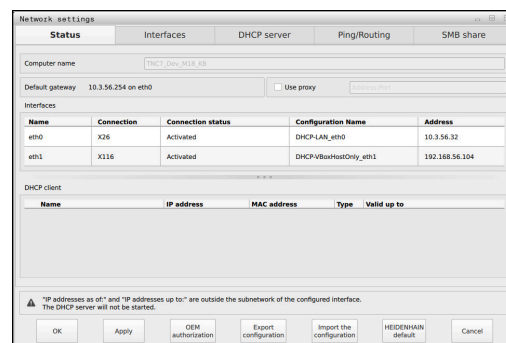 Network settings
Status Interfaces DHCP server Ping/Routing SMB share
Computer name TNC7_Dev_M18_KB
Default gateway 10.3.56.254 on eth0 Use proxy Address:Port
Interfaces
Name Connection Connection status Configuration Name Address
eth0 X26 Activated DHCP-LAN_eth0 10.3.56.32
eth1 X116 Activated DHCP-VBoxHostOnly_eth1 192.168.56.104
DHCP client
Name IP address MAC address Type Valid up to
"IP addresses as of:" and "IP addresses up to:" are outside the subnetwork of the configured interface.
The DHCP server will not be started.
OK Apply OEM authorization Export configuration Import the configuration HEIDENHAIN default Cancel